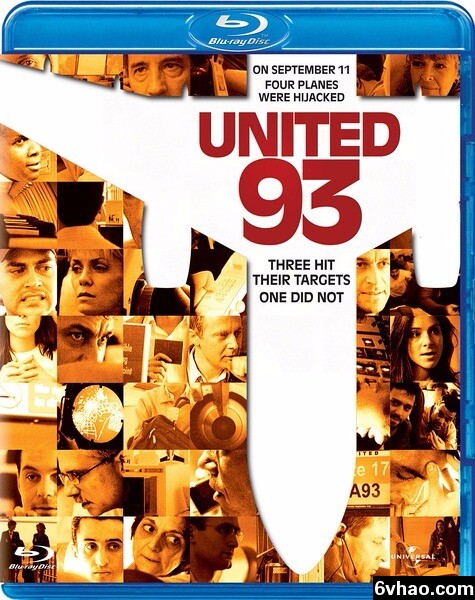 Blu-ray Disc
ON SEPTEMBER 11
FOUR PLANES
WERE HIJACKED
UNITED
93
THREE HIT
THEIR TARGETS
ONE DID NOT
UNITED
17
A93
Blu-ray Disc
UNIVERSAL
6vhao.com